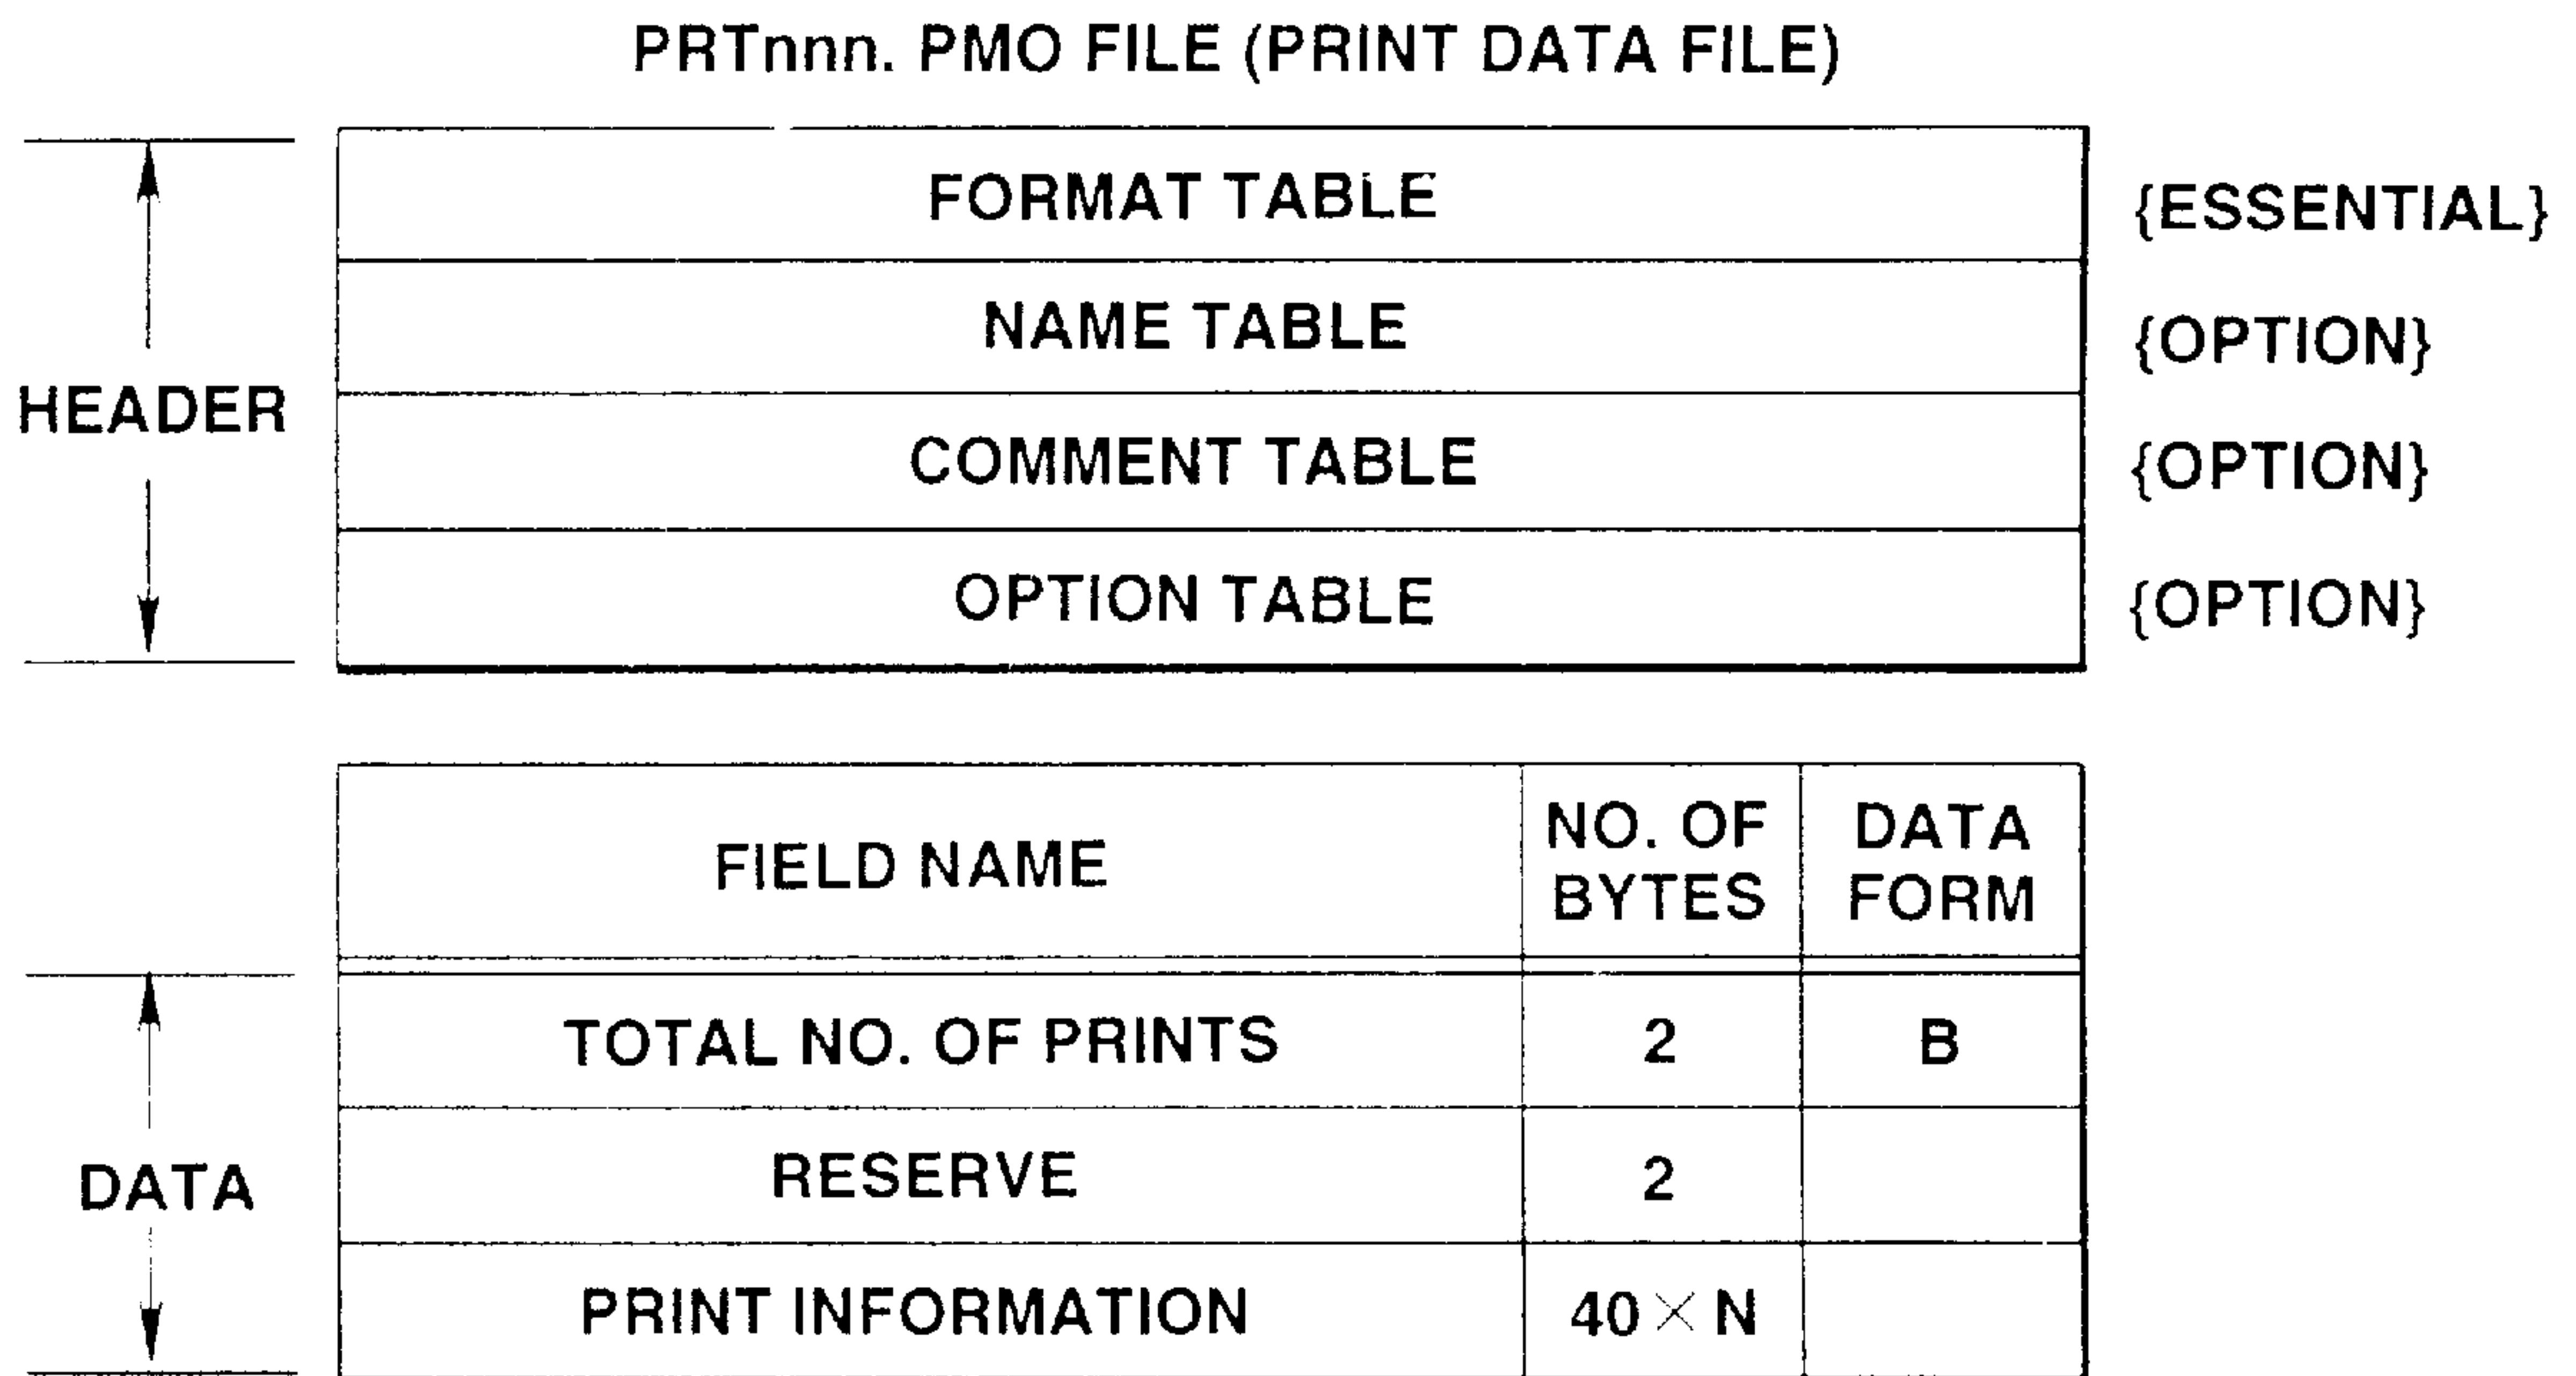 PRTnnn. PMO FILE (PRINT DATA FILE)
FORMAT TABLE {ESSENTIAL}
NAME TABLE {OPTION}
HEADER
COMMENT TABLE {OPTION}
OPTION TABLE {OPTION}
FIELD NAME
NO. OF
BYTES
DATA
FORM
TOTAL NO. OF PRINTS 2 B
DATA
RESERVE 2
PRINT INFORMATION 40 × N